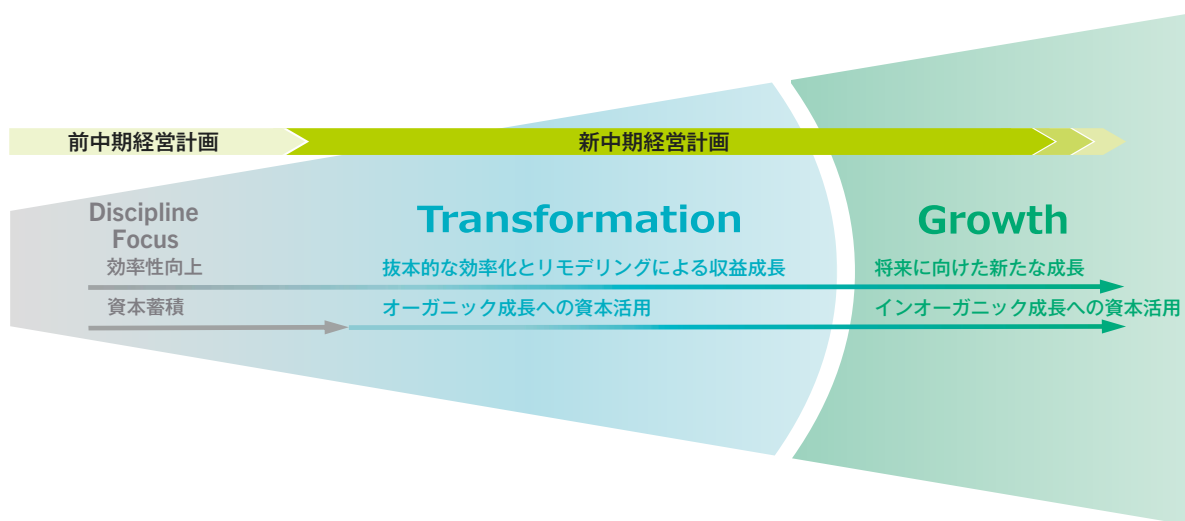 前中期経営計画
新中期経営計画
Discipline
Focus
効率性向上
資本蓄積
Transformation
抜本的な効率化とリモデリングによる収益成長
オーガニック成長への資本活用
Growth
将来に向けた新たな成長
インオーガニック成長への資本活用